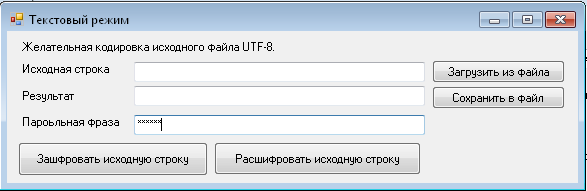 Текстовый режим
Желательная кодировка исходного файла UTF-8.
Исходная строка Загрузить из файла
Результат Сохранить в файл
Пароьльная фраза ******
Зашфровать исходную строку Расшифровать исходную строку